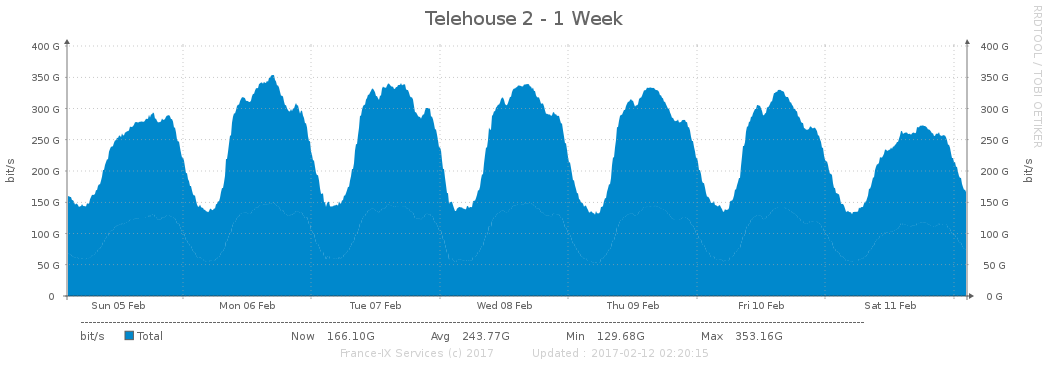 Telehouse 2 - 1 Week
RRDTOOL / TOBI OETIKER
400 G 400 G
350 G 350 G
300 G 300 G
250 G 250 G
200 G 200 G
150 G 150 G
100 G 100 G
50 G 50 G
0 0 G
bit/s bit/s
Sun 05 Feb Mon 06 Feb Tue 07 Feb Wed 08 Feb Thu 09 Feb Fri 10 Feb Sat 11 Feb
bit/s Total Now 166.10G Avg 243.77G Min 129.68G Max 353.16G
France-IX Services (c) 2017 Updated : 2017-02-12 02:20:15